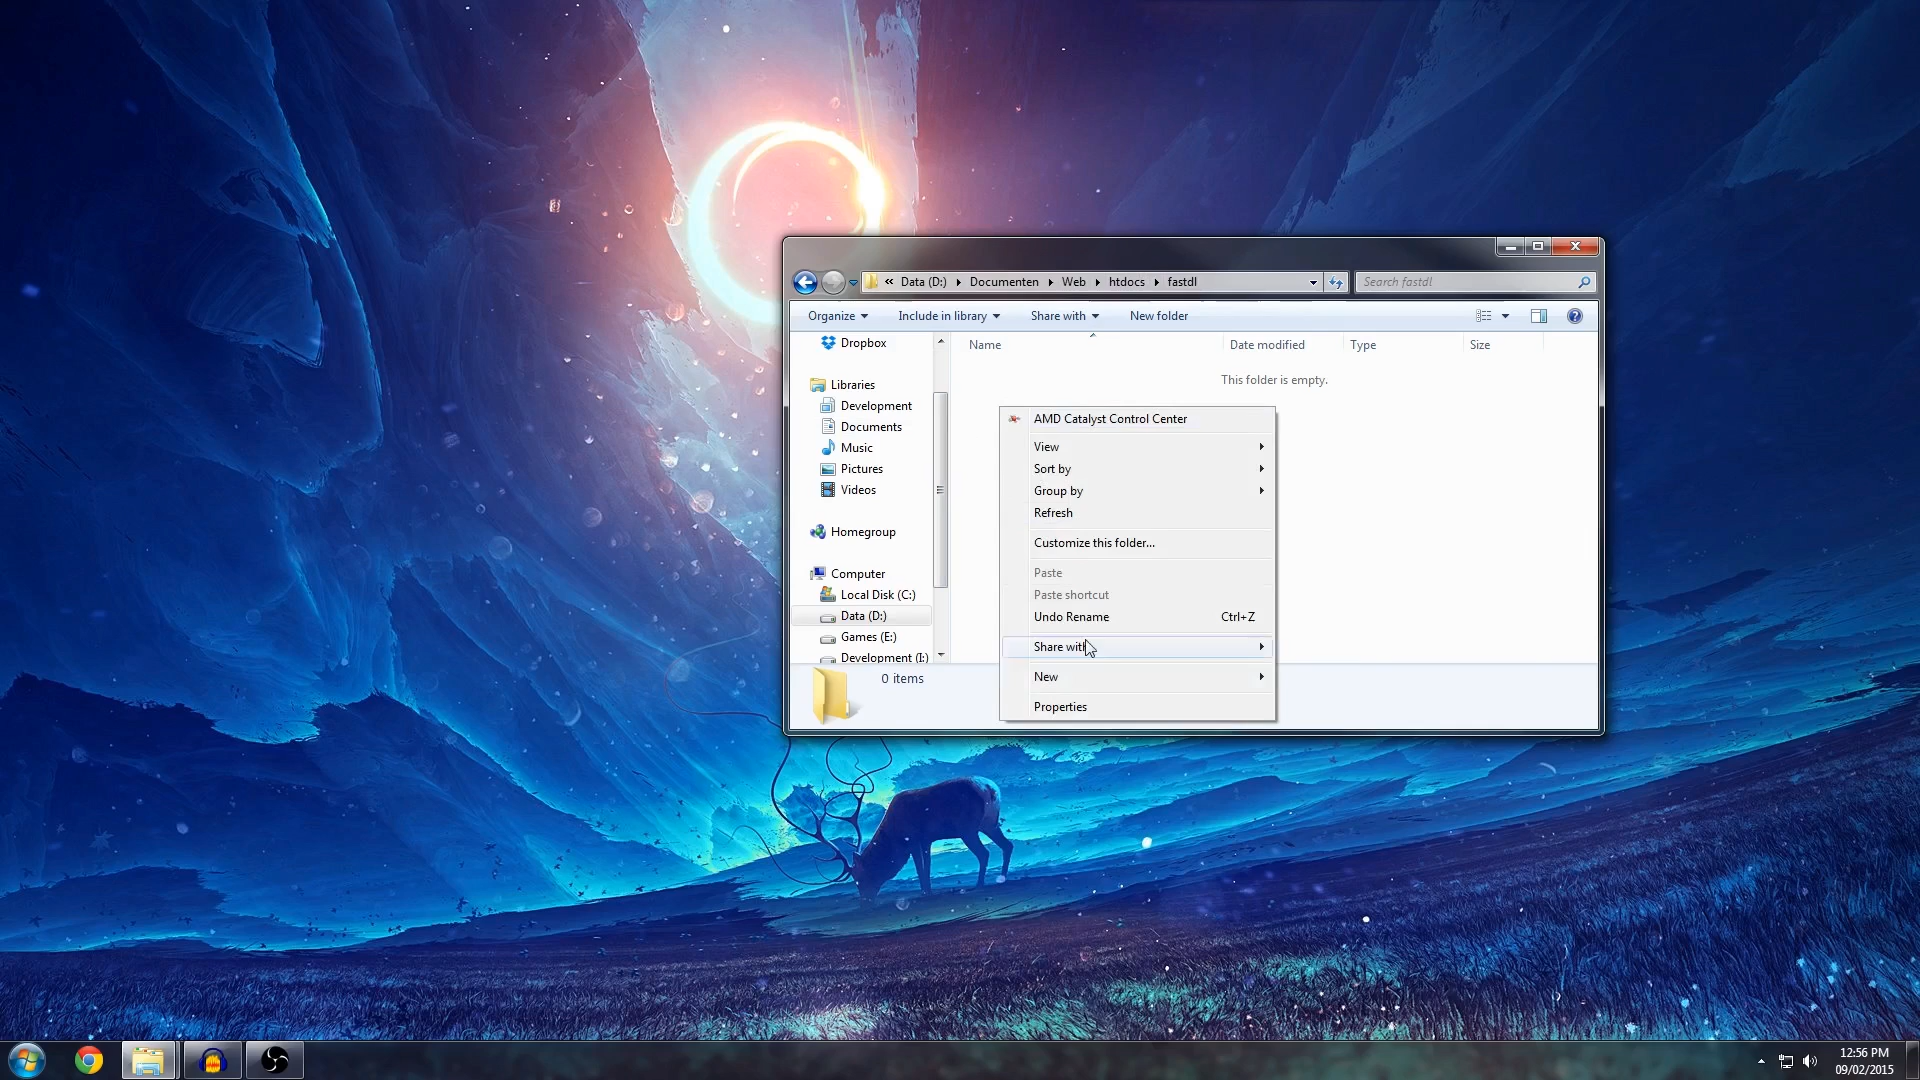 « Data (D:) Documenten Web htdocs fastdl
Search fastdl
Organize Include in library Share with New folder
Name Date modified Type Size
This folder is empty.
Dropbox
Libraries
Development
Documents
Music
Pictures
Videos
Homegroup
Computer
Local Disk (C:)
Data (D:)
Games (E:)
Development (I:)
0 items
AMD Catalyst Control Center
View
Sort by
Group by
Refresh
Customize this folder...
Paste
Paste shortcut
Undo Rename Ctrl+Z
Share with
New
Properties
12:56 PM
09/02/2015